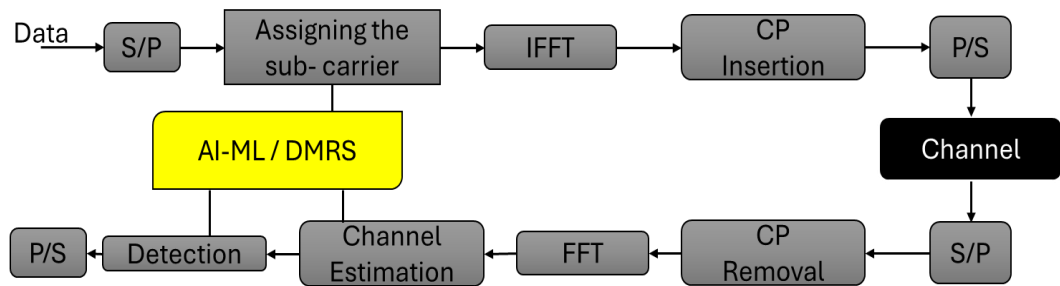 Data
S/P
Assigning the
sub- carrier
IFFT
CP
Insertion
P/S
AI-ML / DMRS
Channel
P/S
Detection
Channel
Estimation
FFT
CP
Removal
S/P